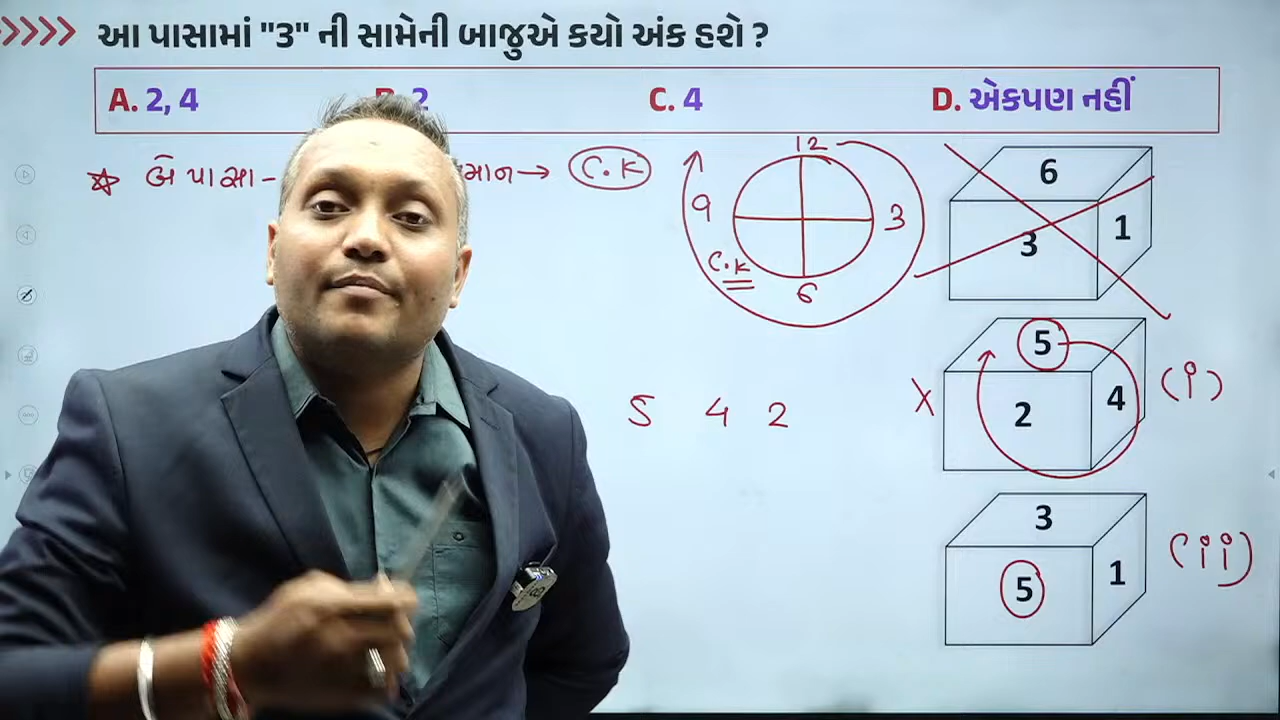 આ પાસામાં "3" ની સામેની બાજુએ કયો અંક હશે ?
A. 2, 4
2
C. 4
D. એકપણ નહીં
બે પાસા -
માન → C.K
12
9
3
C.K
6
6
3
1
5
2
4
(i)
X
5 4 2
3
5
1
(ii)